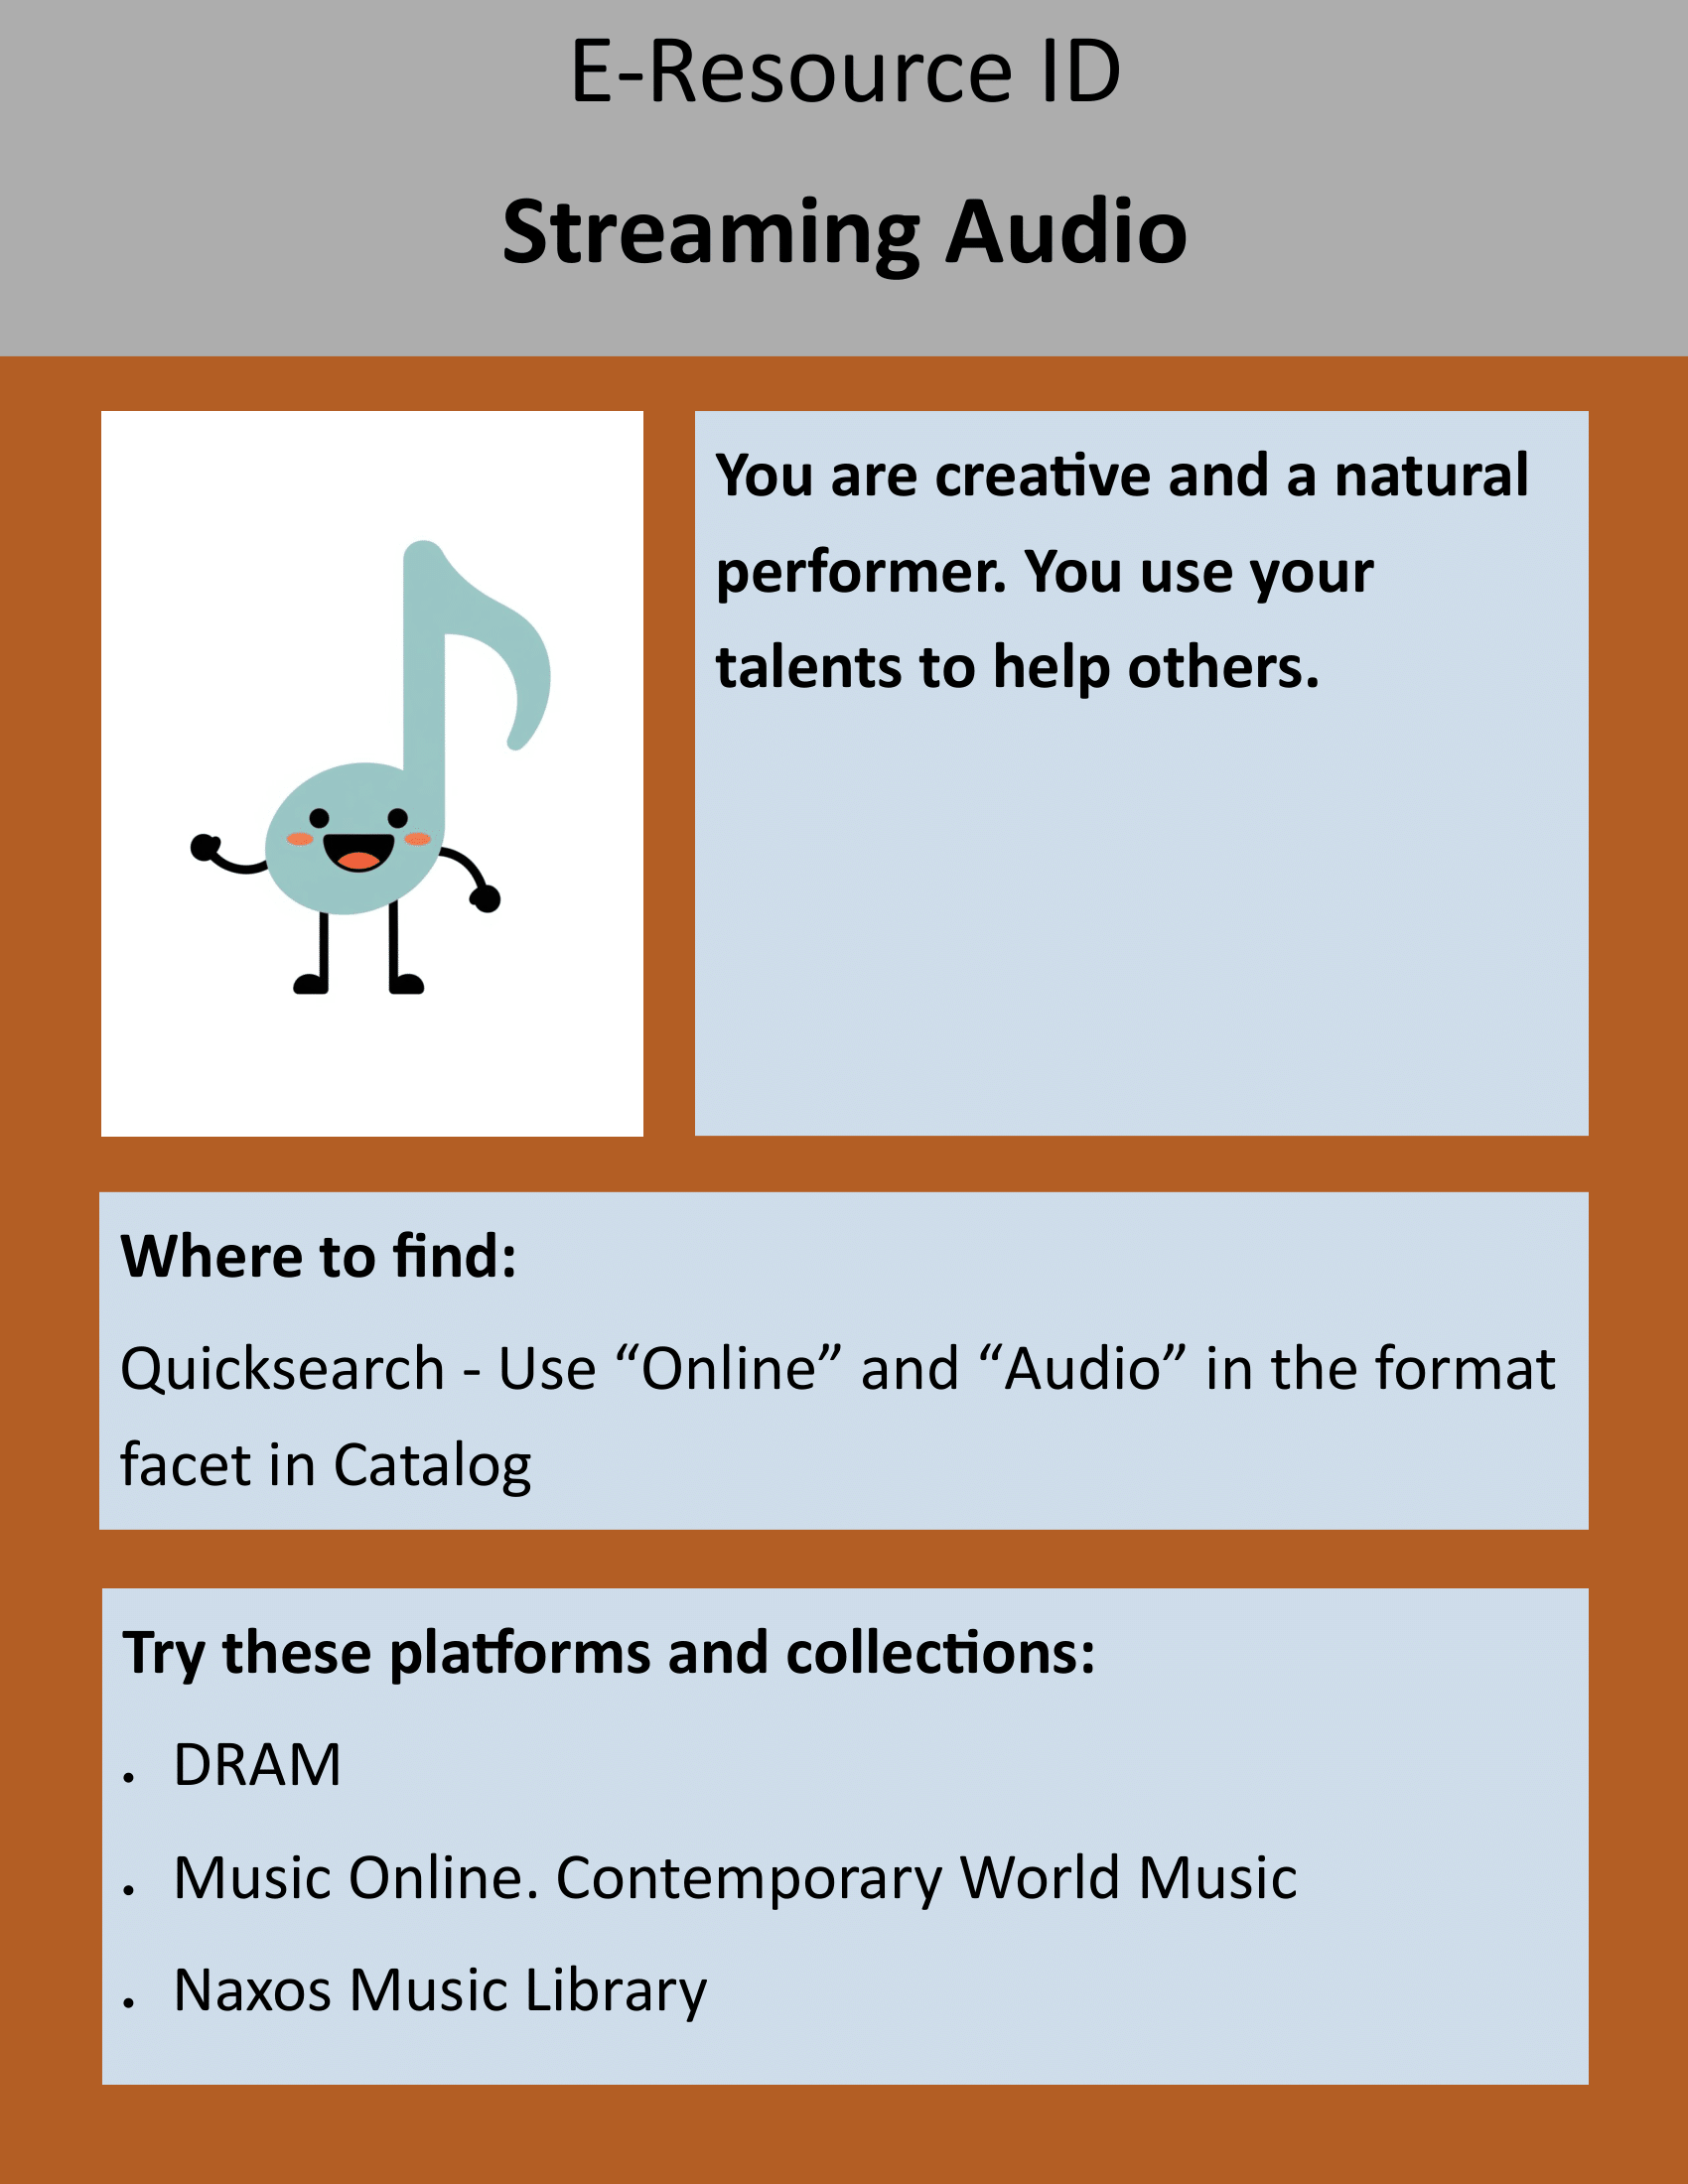 E-Resource ID
Streaming Audio
You are creative and a natural
performer. You use your
talents to help others.
Where to find:
Quicksearch - Use “Online” and “Audio” in the format
facet in Catalog
Try these platforms and collections:
• DRAM
• Music Online. Contemporary World Music
• Naxos Music Library